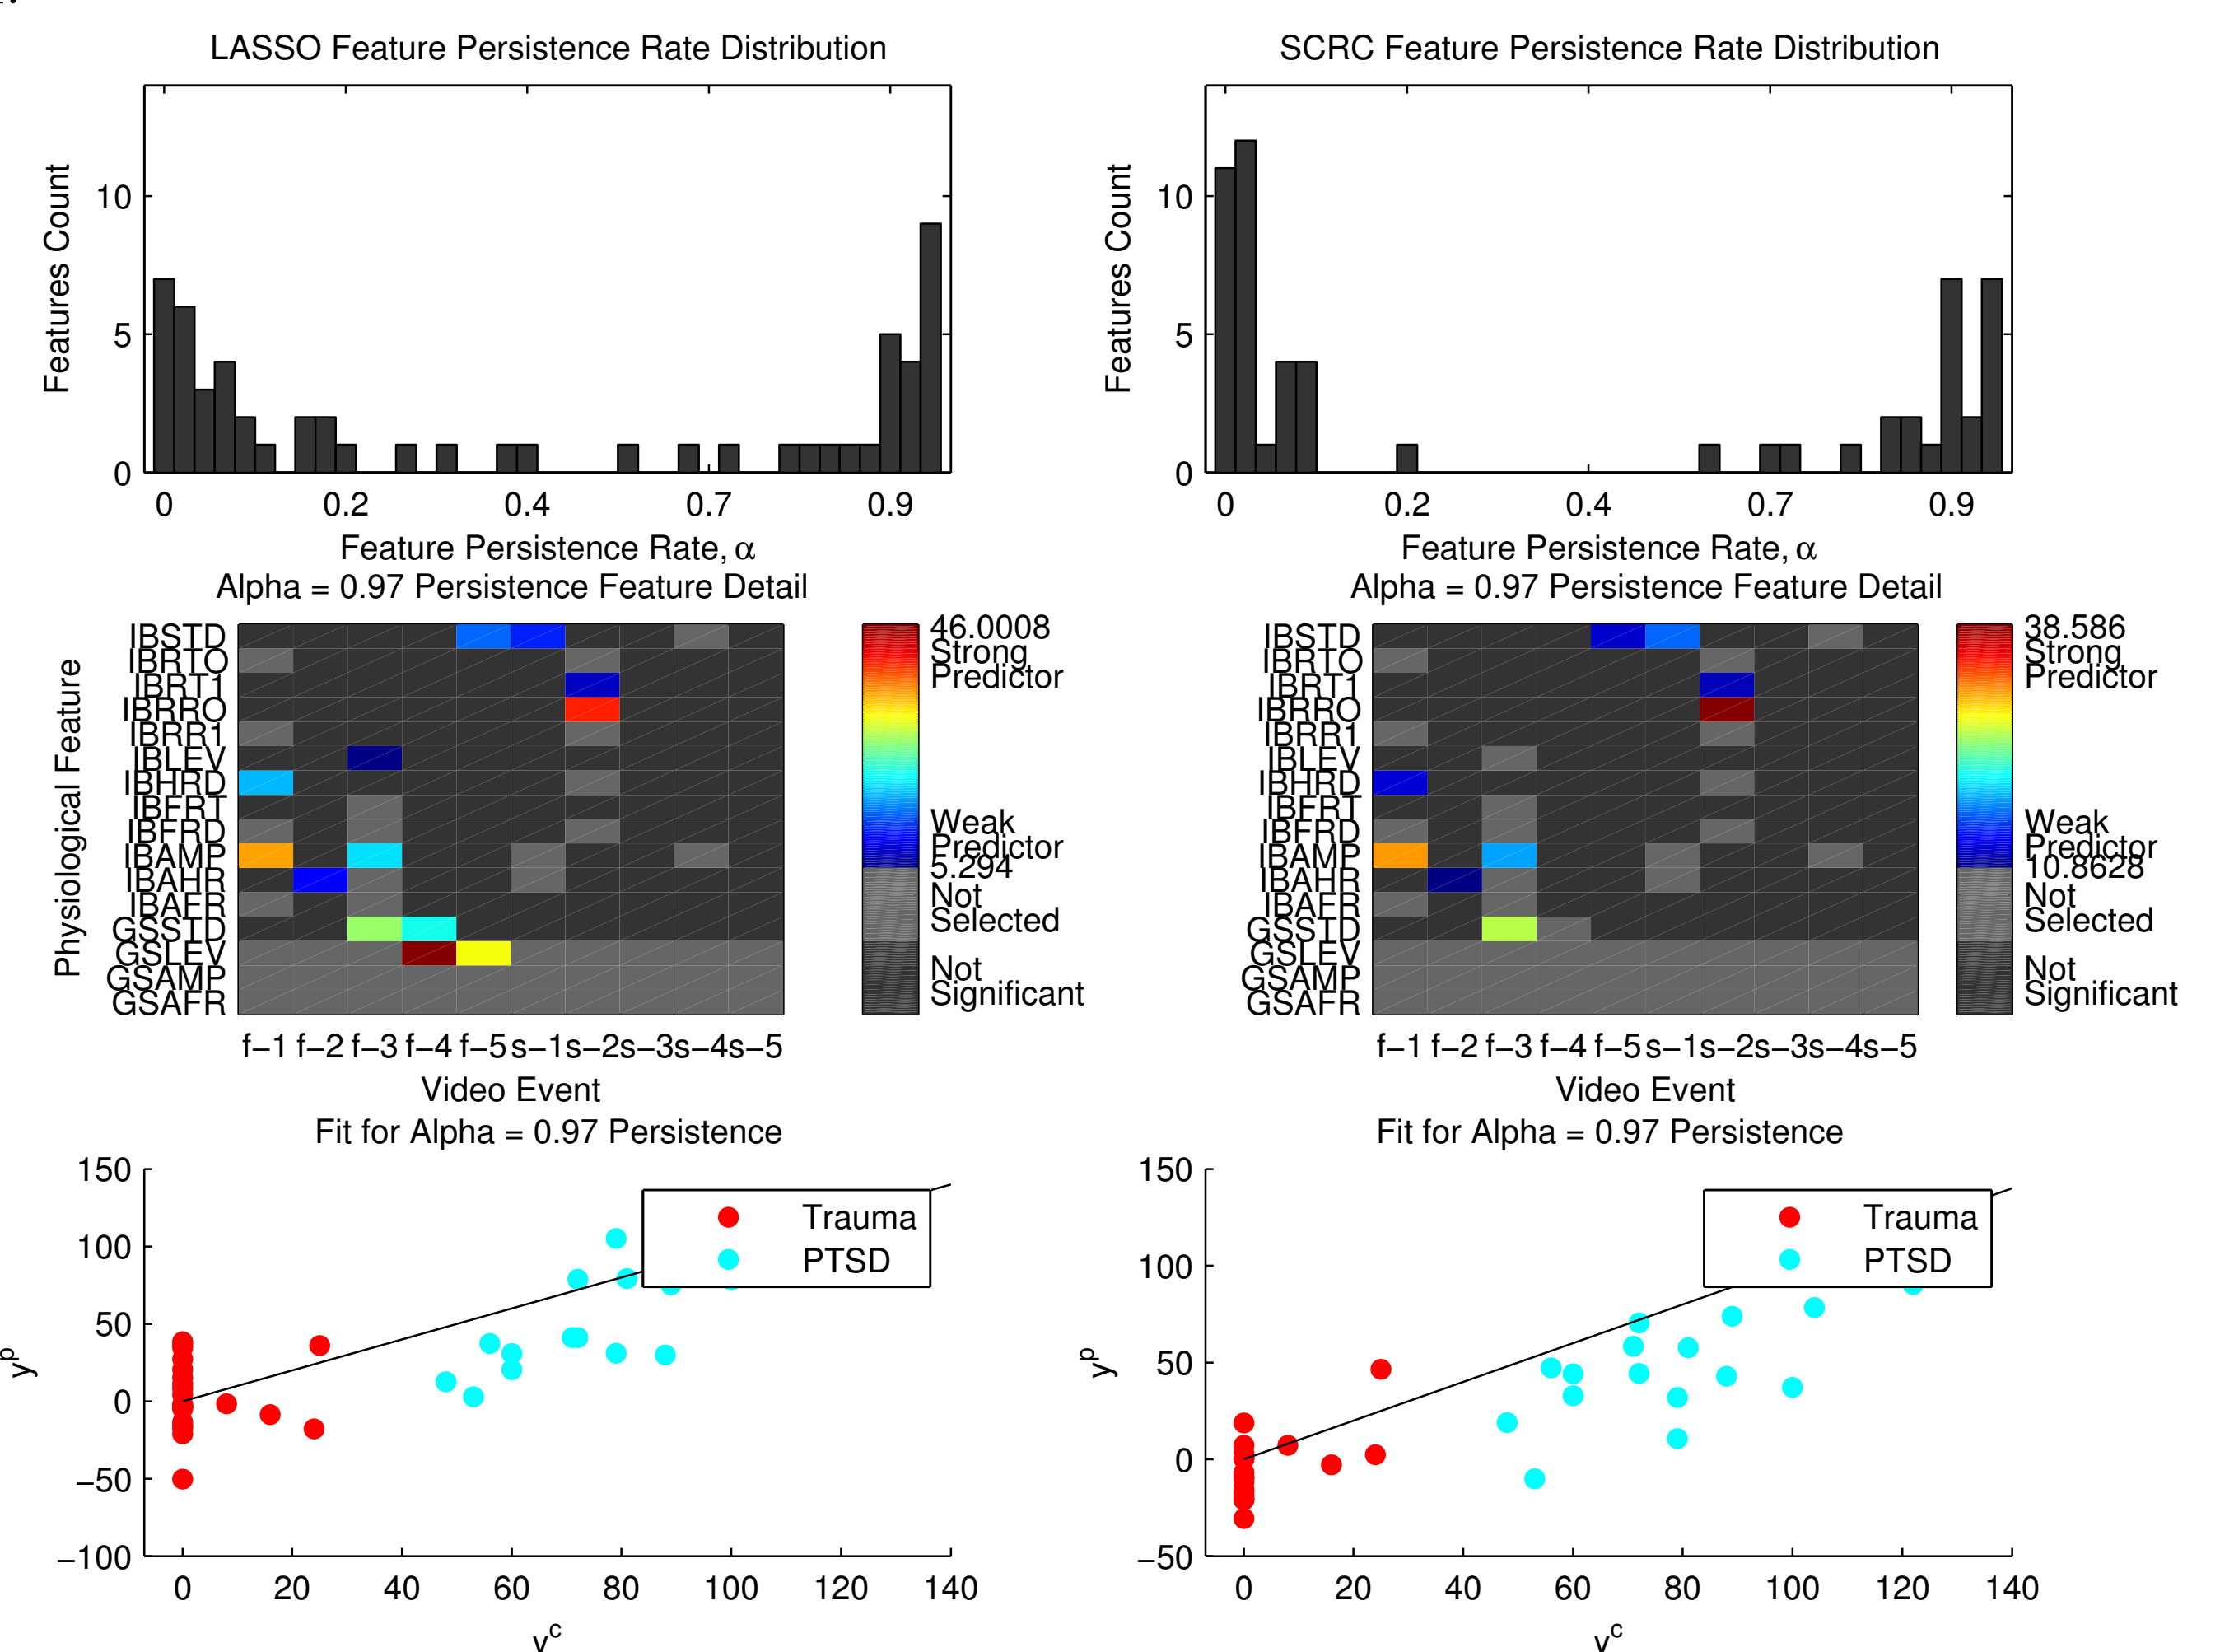 LASSO Feature Persistence Rate Distribution
Features Count
10
5
0
0 0.2 0.4 0.7 0.9
Feature Persistence Rate, α
SCRC Feature Persistence Rate Distribution
Features Count
10
5
0
0 0.2 0.4 0.7 0.9
Feature Persistence Rate, α
Alpha = 0.97 Persistence Feature Detail
Physiological Feature
IBSTD
IBRTO
IBRT1
IBRRO
IBRR1
IBLEV
IBHRD
IBFRT
IBFRD
IBAMP
IBAHR
IBAFR
GSSTD
GSLEV
GSAMP
GSAFR
f−1 f−2 f−3 f−4 f−5 s−1 s−2 s−3 s−4 s−5
Video Event
46.0008
Strong
Predictor
Weak
Predictor
5.294
Not
Selected
Not
Significant
Alpha = 0.97 Persistence Feature Detail
IBSTD
IBRTO
IBRT1
IBRRO
IBRR1
IBLEV
IBHRD
IBFRT
IBFRD
IBAMP
IBAHR
IBAFR
GSSTD
GSLEV
GSAMP
GSAFR
f−1 f−2 f−3 f−4 f−5 s−1 s−2 s−3 s−4 s−5
Video Event
38.586
Strong
Predictor
Weak
Predictor
10.8628
Not
Selected
Not
Significant
Fit for Alpha = 0.97 Persistence
y^p
150
100
50
0
−50
−100
0 20 40 60 80 100 120 140
Trauma
PTSD
Fit for Alpha = 0.97 Persistence
y^p
150
100
50
0
−50
0 20 40 60 80 100 120 140
Trauma
PTSD